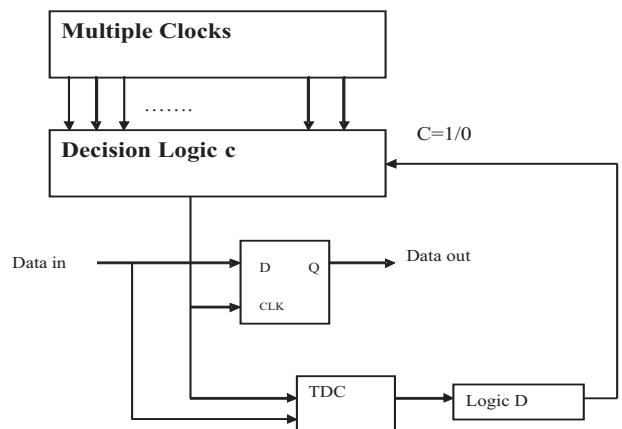 Multiple Clocks
…….
Decision Logic c
C=1/0
Data in
D
Q
Data out
CLK
TDC
Logic D